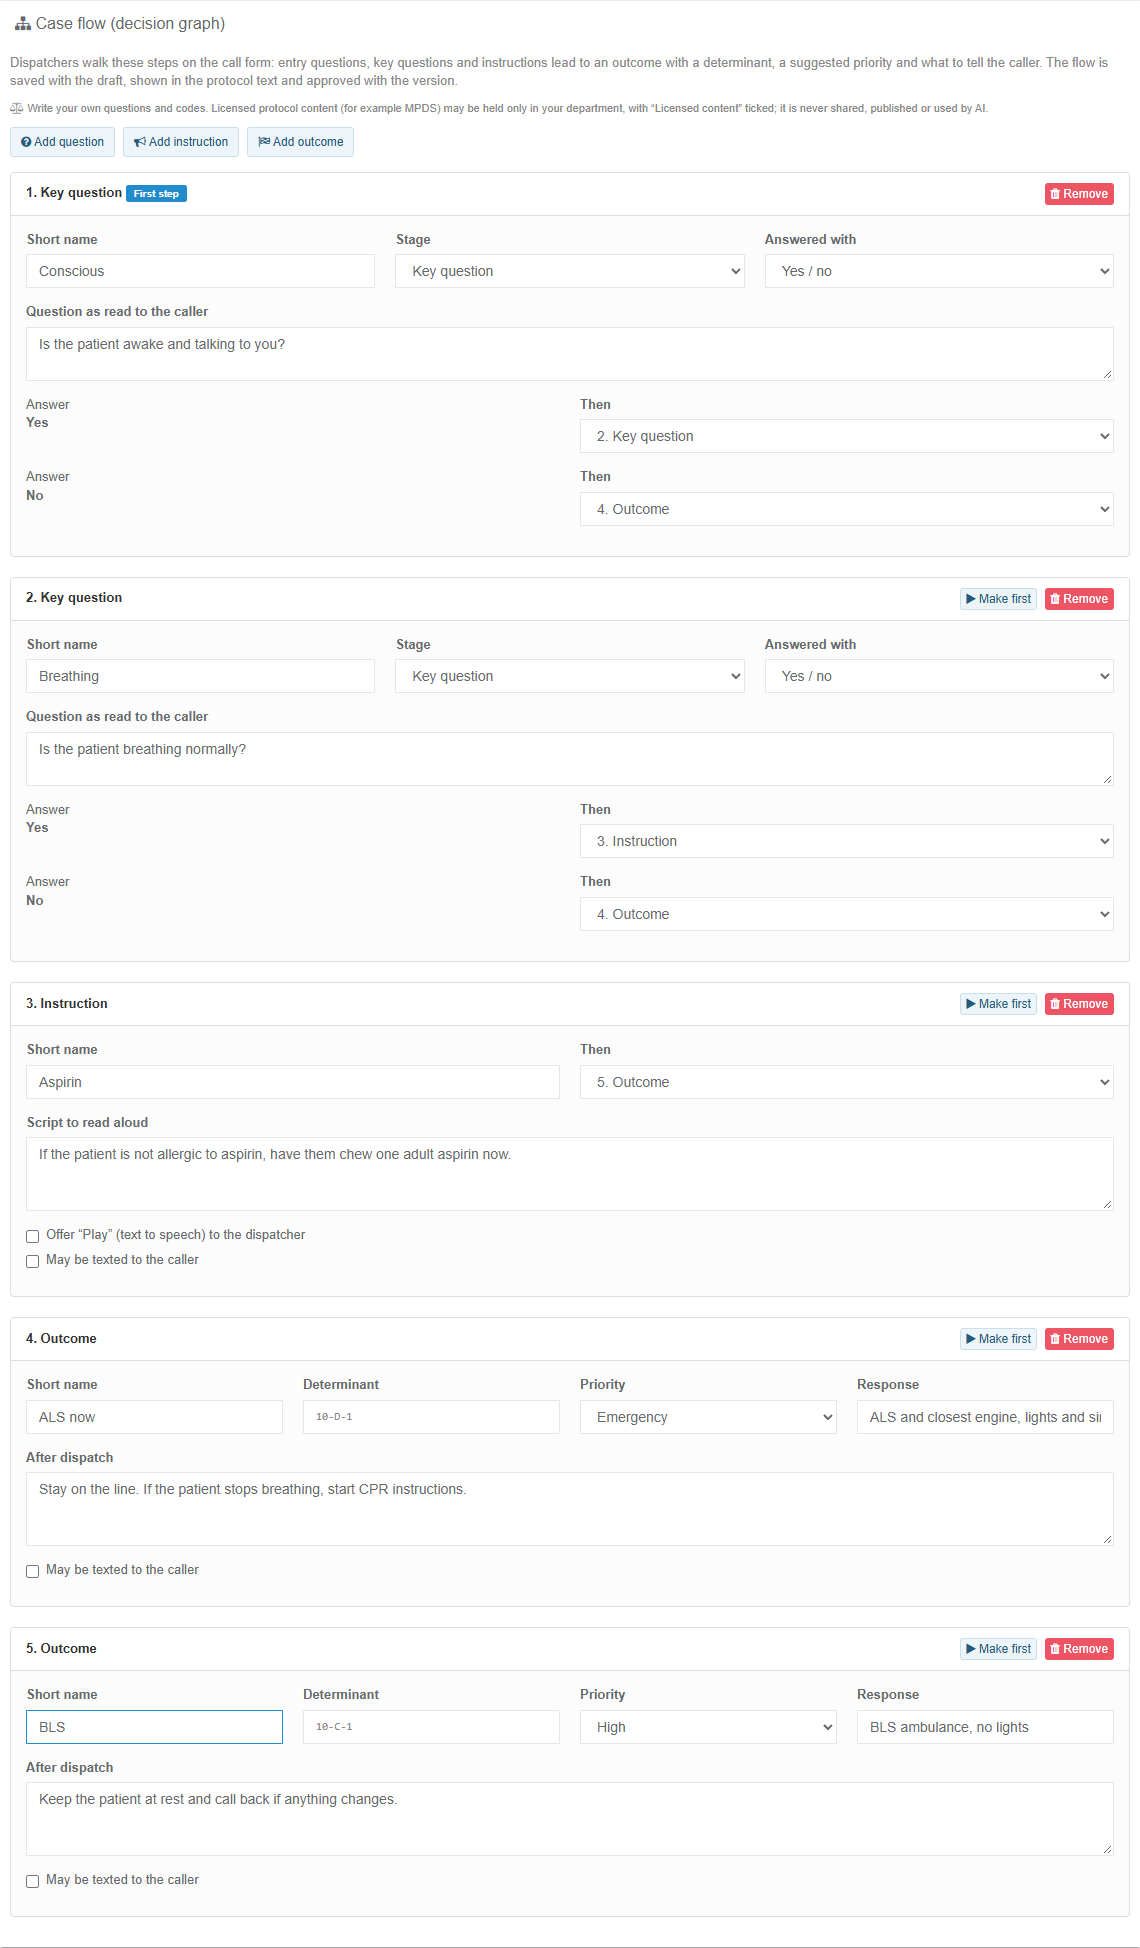 Case flow (decision graph)
Dispatchers walk these steps on the call form: entry questions, key questions and instructions lead to an outcome with a determinant, a suggested priority and what to tell the caller. The flow is
saved with the draft, shown in the protocol text and approved with the version.
Write your own questions and codes. Licensed protocol content (for example MPDS) may be held only in your department, with “Licensed content” ticked; it is never shared, published or used by AI.
Add question Add instruction Add outcome
1. Key question First step Remove
Short name Stage Answered with
Conscious Key question Yes / no
Question as read to the caller
Is the patient awake and talking to you?
Answer Then
Yes
2. Key question
Answer Then
No
4. Outcome
2. Key question Make first Remove
Short name Stage Answered with
Breathing Key question Yes / no
Question as read to the caller
Is the patient breathing normally?
Answer Then
Yes
3. Instruction
Answer Then
No
4. Outcome
3. Instruction Make first Remove
Short name Then
Aspirin 5. Outcome
Script to read aloud
If the patient is not allergic to aspirin, have them chew one adult aspirin now.
Offer “Play” (text to speech) to the dispatcher
May be texted to the caller
4. Outcome Make first Remove
Short name Determinant Priority Response
ALS now 10-D-1 Emergency ALS and closest engine, lights and
After dispatch
Stay on the line. If the patient stops breathing, start CPR instructions.
May be texted to the caller
5. Outcome Make first Remove
Short name Determinant Priority Response
BLS 10-C-1 High BLS ambulance, no lights
After dispatch
Keep the patient at rest and call back if anything changes.
May be texted to the caller